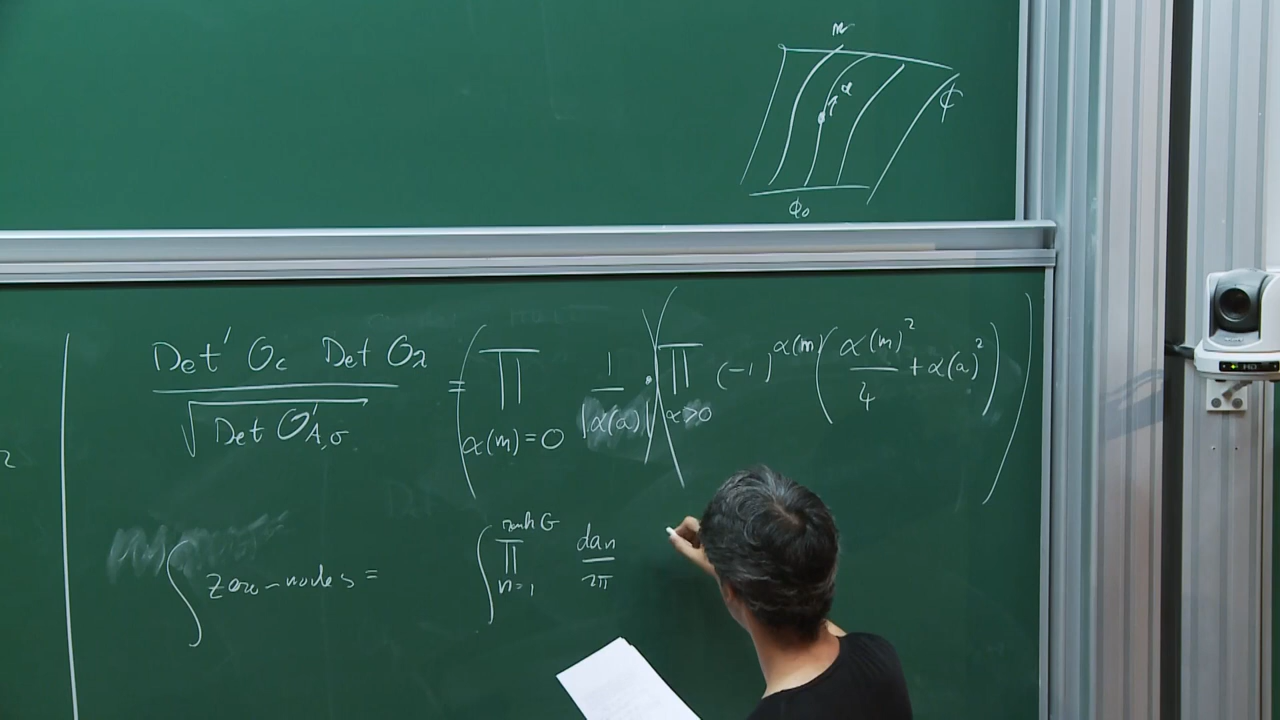 m
α
₵
ϕ₀
2
Det' O_c Det O_λ / √(Det O'_{A,σ}) = ( ∏_{α(m)=0} 1/|α(a)| ) · ( ∏_{α>0} (-1)^{α(m)} ( α(m)²/4 + α(a)² ) )
∫ zero-modes = ∫ ∏_{n=1}^{rank G} da_n/2π